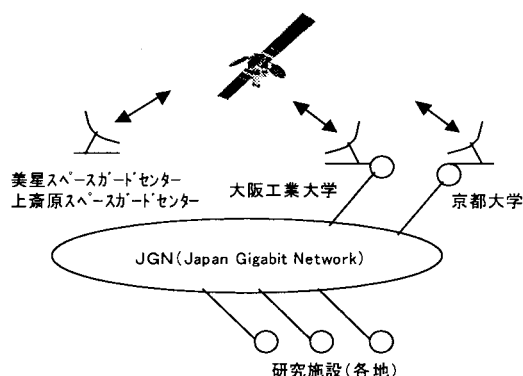 美星スペースガードセンター
上斎原スペースガードセンター
大阪工業大学
京都大学
JGN(Japan Gigabit Network)
研究施設(各地)